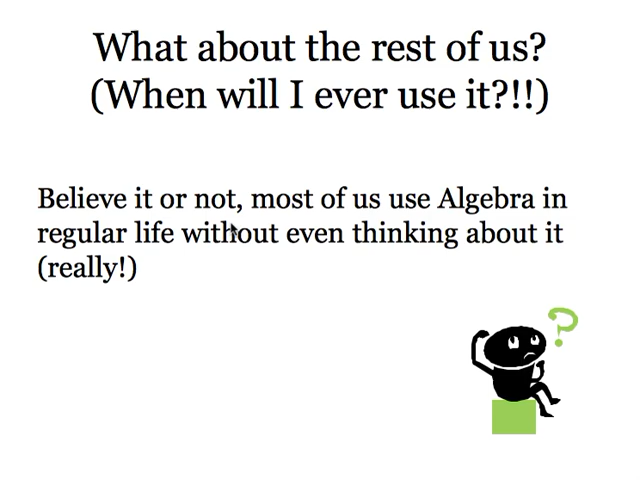 What about the rest of us?
(When will I ever use it?!!)
Believe it or not, most of us use Algebra in
regular life without even thinking about it
(really!)
?